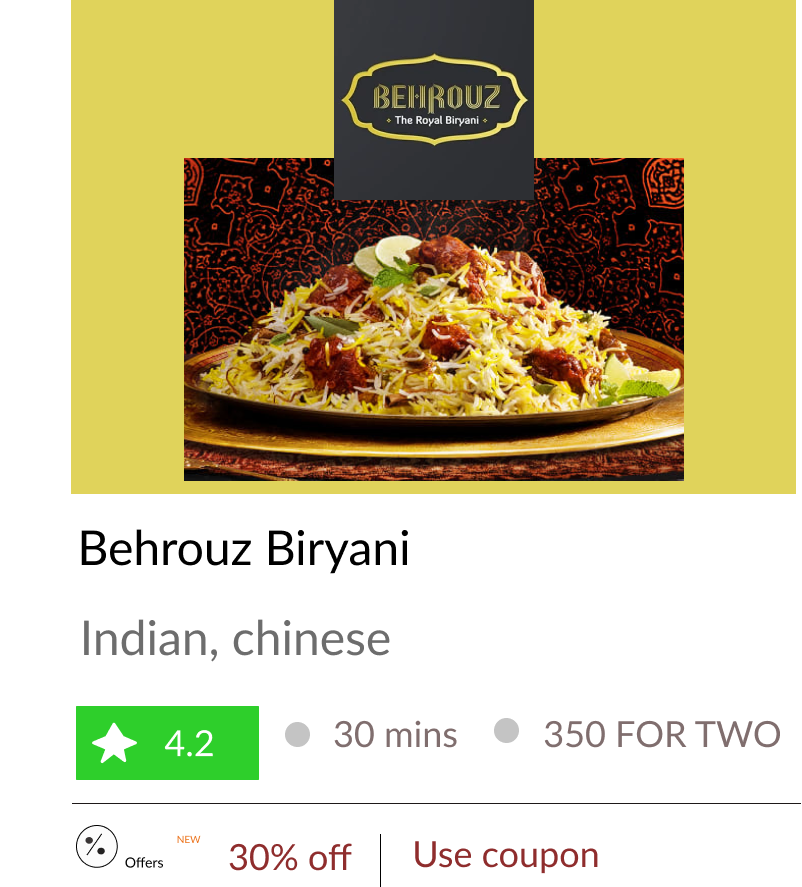 BEHROUZ
The Royal Biryani
Behrouz Biryani
Indian, chinese
4.2 30 mins 350 FOR TWO
Offers NEW 30% off Use coupon